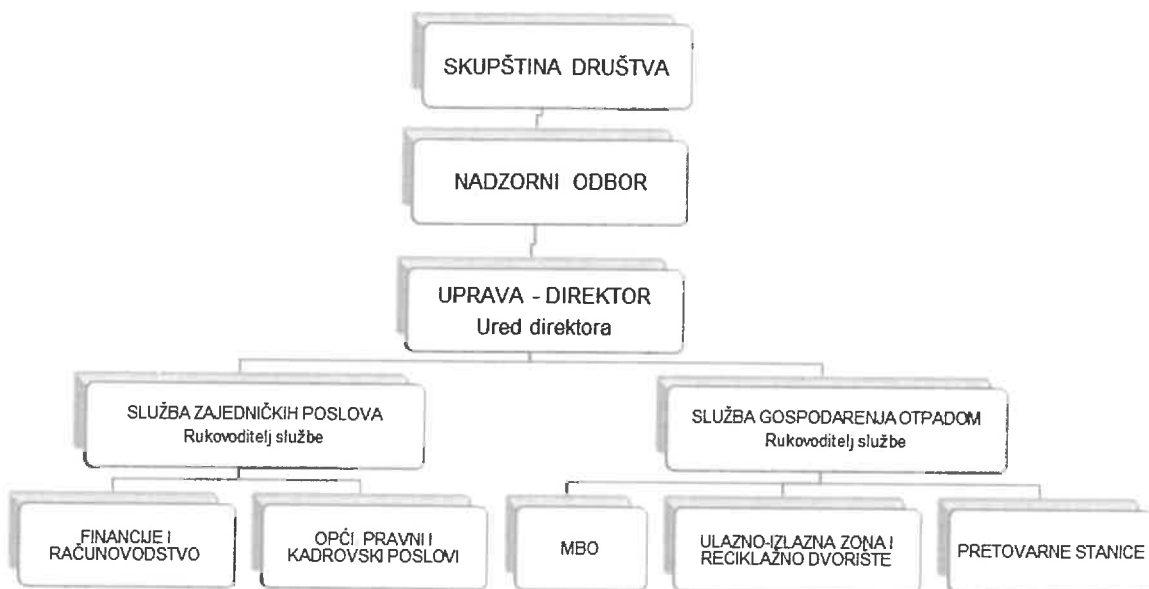 SKUPŠTINA DRUŠTVA
NADZORNI ODBOR
UPRAVA - DIREKTOR
Ured direktora
SLUŽBA ZAJEDNIČKIH POSLOVA
Rukovoditelj službe
SLUŽBA GOSPODARENJA OTPADOM
Rukovoditelj službe
FINANCIJE I
RAČUNOVODSTVO
OPĆI, PRAVNI I
KADROVSKI POSLOVI
MBO
ULAZNO-IZLAZNA ZONA I
RECIKLAŽNO DVORIŠTE
PRETOVARNE STANICE